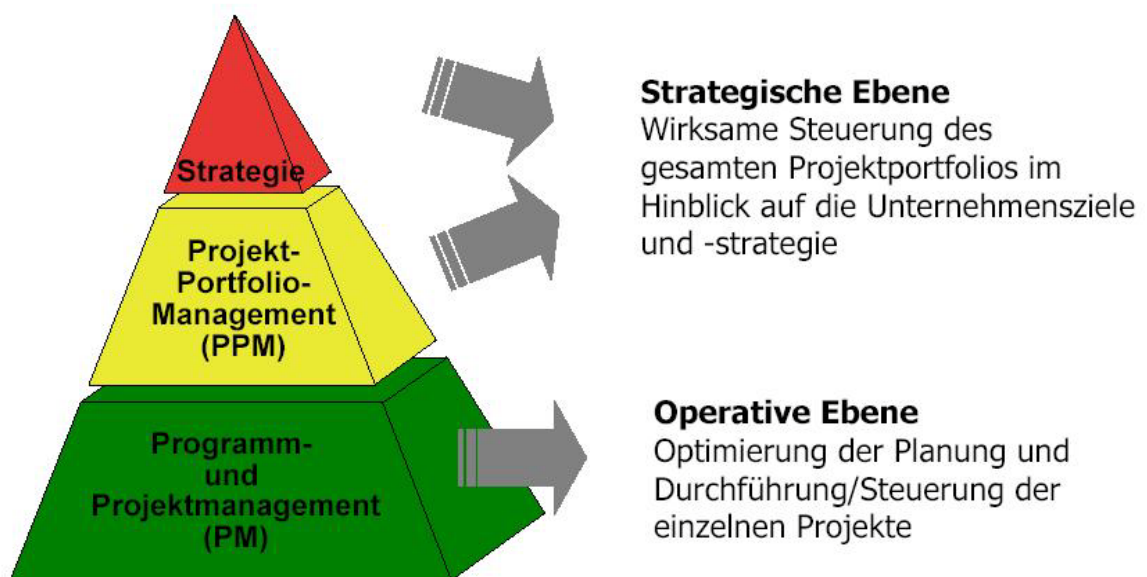 Strategie
Projekt-
Portfolio-
Management
(PPM)
Programm-
und
Projektmanagement
(PM)
Strategische Ebene
Wirksame Steuerung des
gesamten Projektportfolios im
Hinblick auf die Unternehmensziele
und -strategie
Operative Ebene
Optimierung der Planung und
Durchführung/Steuerung der
einzelnen Projekte